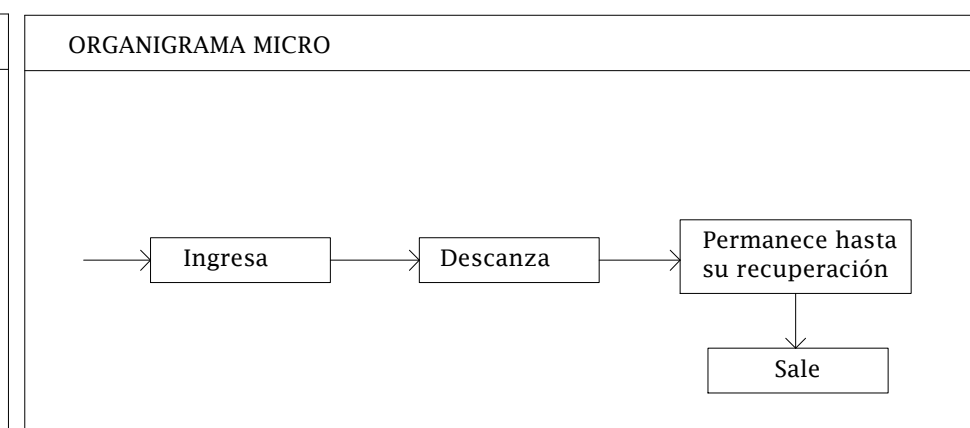 ORGANIGRAMA MICRO
Ingresa
Descanza
Permanece hasta
su recuperación
Sale